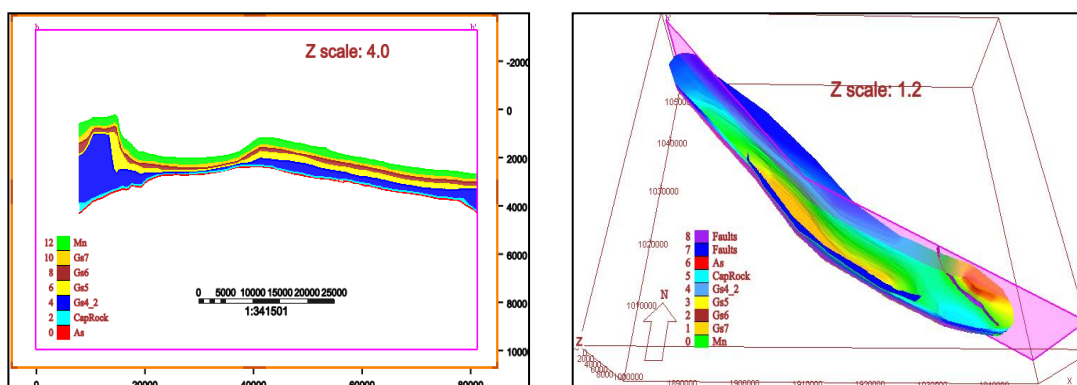 h
h'
Z scale: 4.0
-2000
0
2000
4000
6000
8000
10000
12 Mn
10 Gs7
8 Gs6
6 Gs5
4 Gs4_2
2 CapRock
0 As
0 5000 10000 15000 20000 25000
1:341501
0 20000 40000 60000 80000
Z scale: 1.2
1050000
1040000
1030000
1020000
1010000
8 Faults
7 Faults
6 As
5 CapRock
4 Gs4_2
3 Gs5
2 Gs6
1 Gs7
0 Mn
N
Z
X
1890000 1900000 1910000